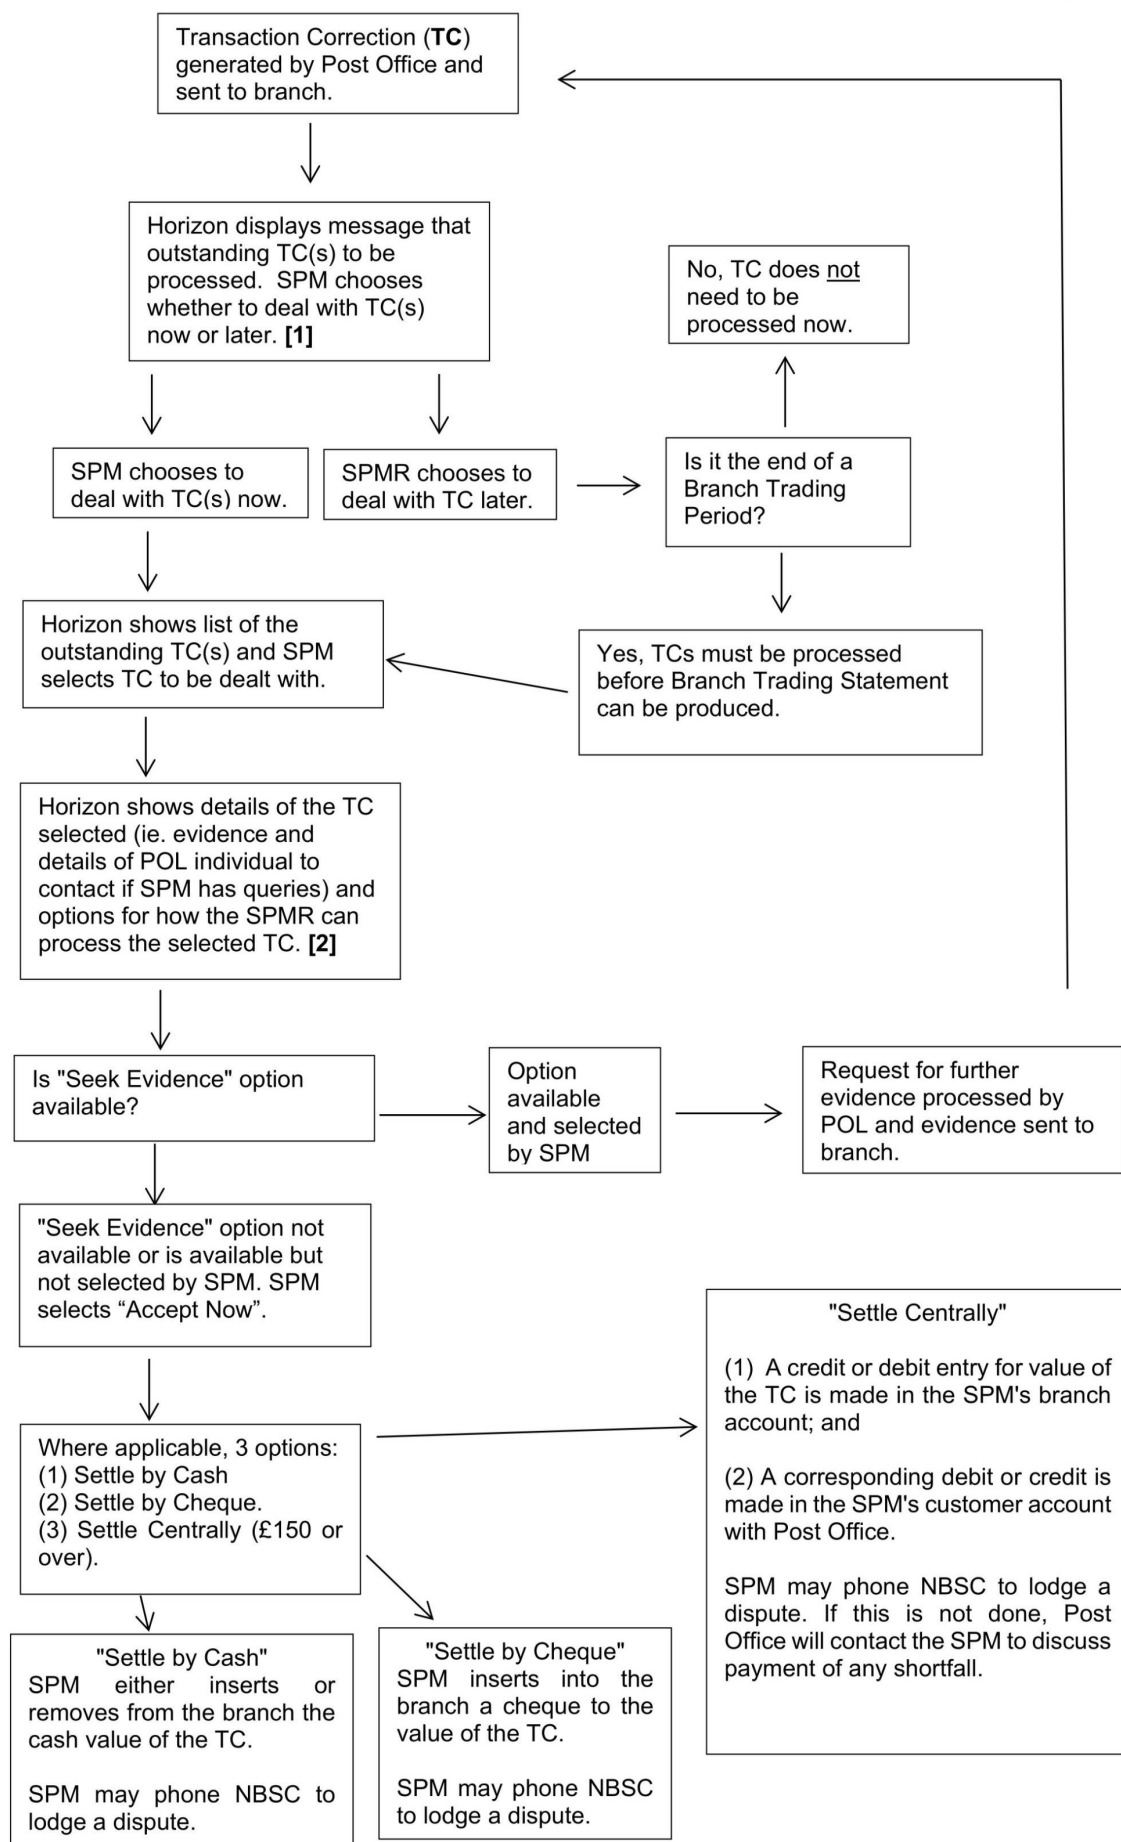 Transaction Correction (TC)
generated by Post Office and
sent to branch.
Horizon displays message that
outstanding TC(s) to be
processed.  SPM chooses
whether to deal with TC(s)
now or later. [1]
No, TC does not
need to be
processed now.
SPM chooses to
deal with TC(s) now.
SPMR chooses to
deal with TC later.
Is it the end of a
Branch Trading
Period?
Horizon shows list of the
outstanding TC(s) and SPM
selects TC to be dealt with.
Yes, TCs must be processed
before Branch Trading Statement
can be produced.
Horizon shows details of the TC
selected (ie. evidence and
details of POL individual to
contact if SPM has queries) and
options for how the SPMR can
process the selected TC. [2]
Is "Seek Evidence" option
available?
Option
available
and selected
by SPM
Request for further
evidence processed by
POL and evidence sent to
branch.
"Seek Evidence" option not
available or is available but
not selected by SPM. SPM
selects “Accept Now”.
Where applicable, 3 options:
(1) Settle by Cash
(2) Settle by Cheque.
(3) Settle Centrally (£150 or
over).
"Settle Centrally"
(1)  A credit or debit entry for value of
the TC is made in the SPM's branch
account; and
(2) A corresponding debit or credit is
made in the SPM's customer account
with Post Office.
SPM may phone NBSC to lodge a
dispute. If this is not done, Post
Office will contact the SPM to discuss
payment of any shortfall.
"Settle by Cash"
SPM either inserts or
removes from the branch the
cash value of the TC.
SPM may phone NBSC to
lodge a dispute.
"Settle by Cheque"
SPM inserts into the
branch a cheque to the
value of the TC.
SPM may phone NBSC
to lodge a dispute.